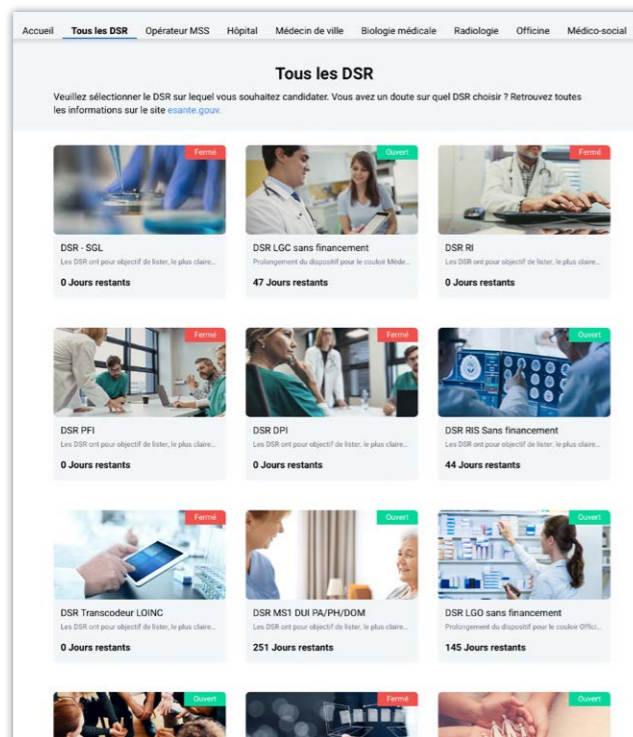 Accueil Tous les DSR Opérateur MSS Hôpital Médecin de ville Biologie médicale Radiologie Officine Médico-social
Tous les DSR
Veuillez sélectionner le DSR sur lequel vous souhaitez candidater. Vous avez un doute sur quel DSR choisir ? Retrouvez toutes
les informations sur le site esante.gouv.
Fermé Ouvert Fermé
DSR - SGL DSR LGC sans financement DSR RI
Les DSR ont pour objectif de lister, le plus claire... Prolongement du dispositif pour le couloir Méde... Les DSR ont pour objectif de lister, le plus claire...
0 Jours restants 47 Jours restants 0 Jours restants
Fermé Fermé Ouvert
DSR PFI DSR DPI DSR RIS Sans financement
Les DSR ont pour objectif de lister, le plus claire... Les DSR ont pour objectif de lister, le plus claire... Les DSR ont pour objectif de lister, le plus claire...
0 Jours restants 0 Jours restants 44 Jours restants
Fermé Ouvert Ouvert
DSR Transcodeur LOINC DSR MS1 DUI PA/PH/DOM DSR LGO sans financement
Les DSR ont pour objectif de lister, le plus claire... Les DSR ont pour objectif de lister, le plus claire... Prolongement du dispositif pour le couloir Offici...
0 Jours restants 251 Jours restants 145 Jours restants
Ouvert Fermé Ouvert